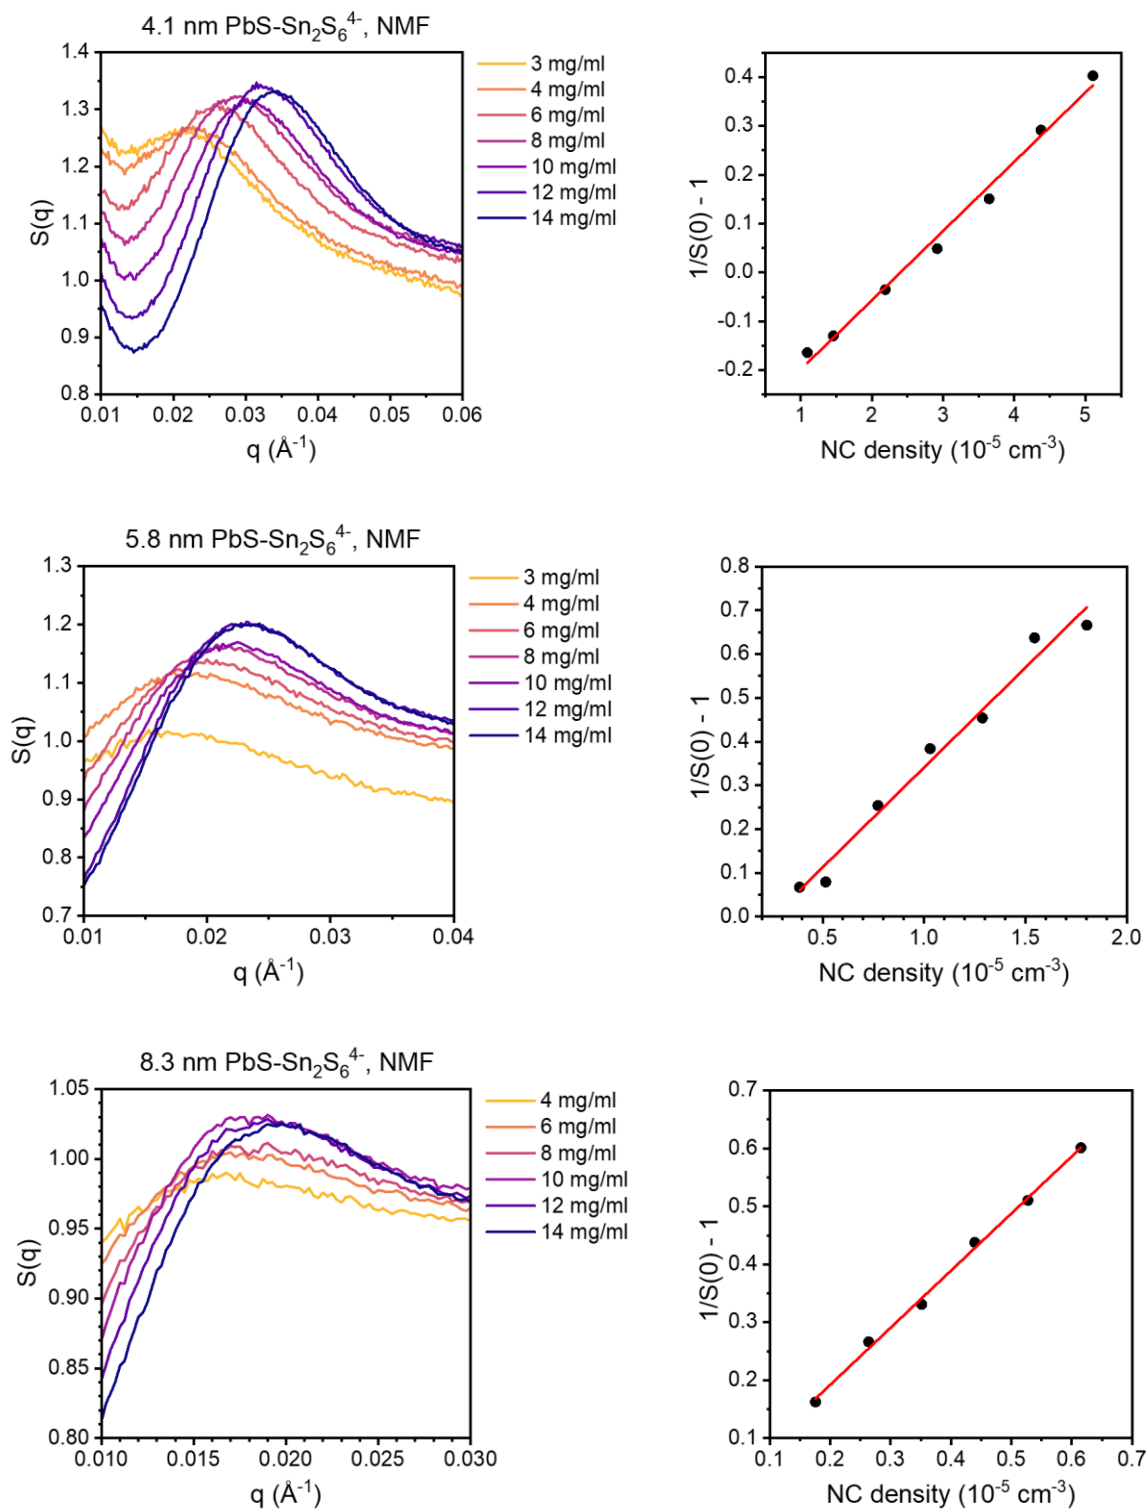 4.1 nm PbS-Sn₂S₆⁴⁻, NMF
1.4
1.3
1.2
1.1
1.0
0.9
0.8
S(q)
0.01 0.02 0.03 0.04 0.05 0.06
q (Å⁻¹)
3 mg/ml
4 mg/ml
6 mg/ml
8 mg/ml
10 mg/ml
12 mg/ml
14 mg/ml
0.4
0.3
0.2
0.1
0.0
-0.1
-0.2
1/S(0) - 1
1 2 3 4 5
NC density (10⁻⁵ cm⁻³)
5.8 nm PbS-Sn₂S₆⁴⁻, NMF
1.3
1.2
1.1
1.0
0.9
0.8
0.7
S(q)
0.01 0.02 0.03 0.04
q (Å⁻¹)
3 mg/ml
4 mg/ml
6 mg/ml
8 mg/ml
10 mg/ml
12 mg/ml
14 mg/ml
0.8
0.7
0.6
0.5
0.4
0.3
0.2
0.1
0.0
1/S(0) - 1
0.5 1.0 1.5 2.0
NC density (10⁻⁵ cm⁻³)
8.3 nm PbS-Sn₂S₆⁴⁻, NMF
1.05
1.00
0.95
0.90
0.85
0.80
S(q)
0.010 0.015 0.020 0.025 0.030
q (Å⁻¹)
4 mg/ml
6 mg/ml
8 mg/ml
10 mg/ml
12 mg/ml
14 mg/ml
0.7
0.6
0.5
0.4
0.3
0.2
0.1
1/S(0) - 1
0.1 0.2 0.3 0.4 0.5 0.6 0.7
NC density (10⁻⁵ cm⁻³)